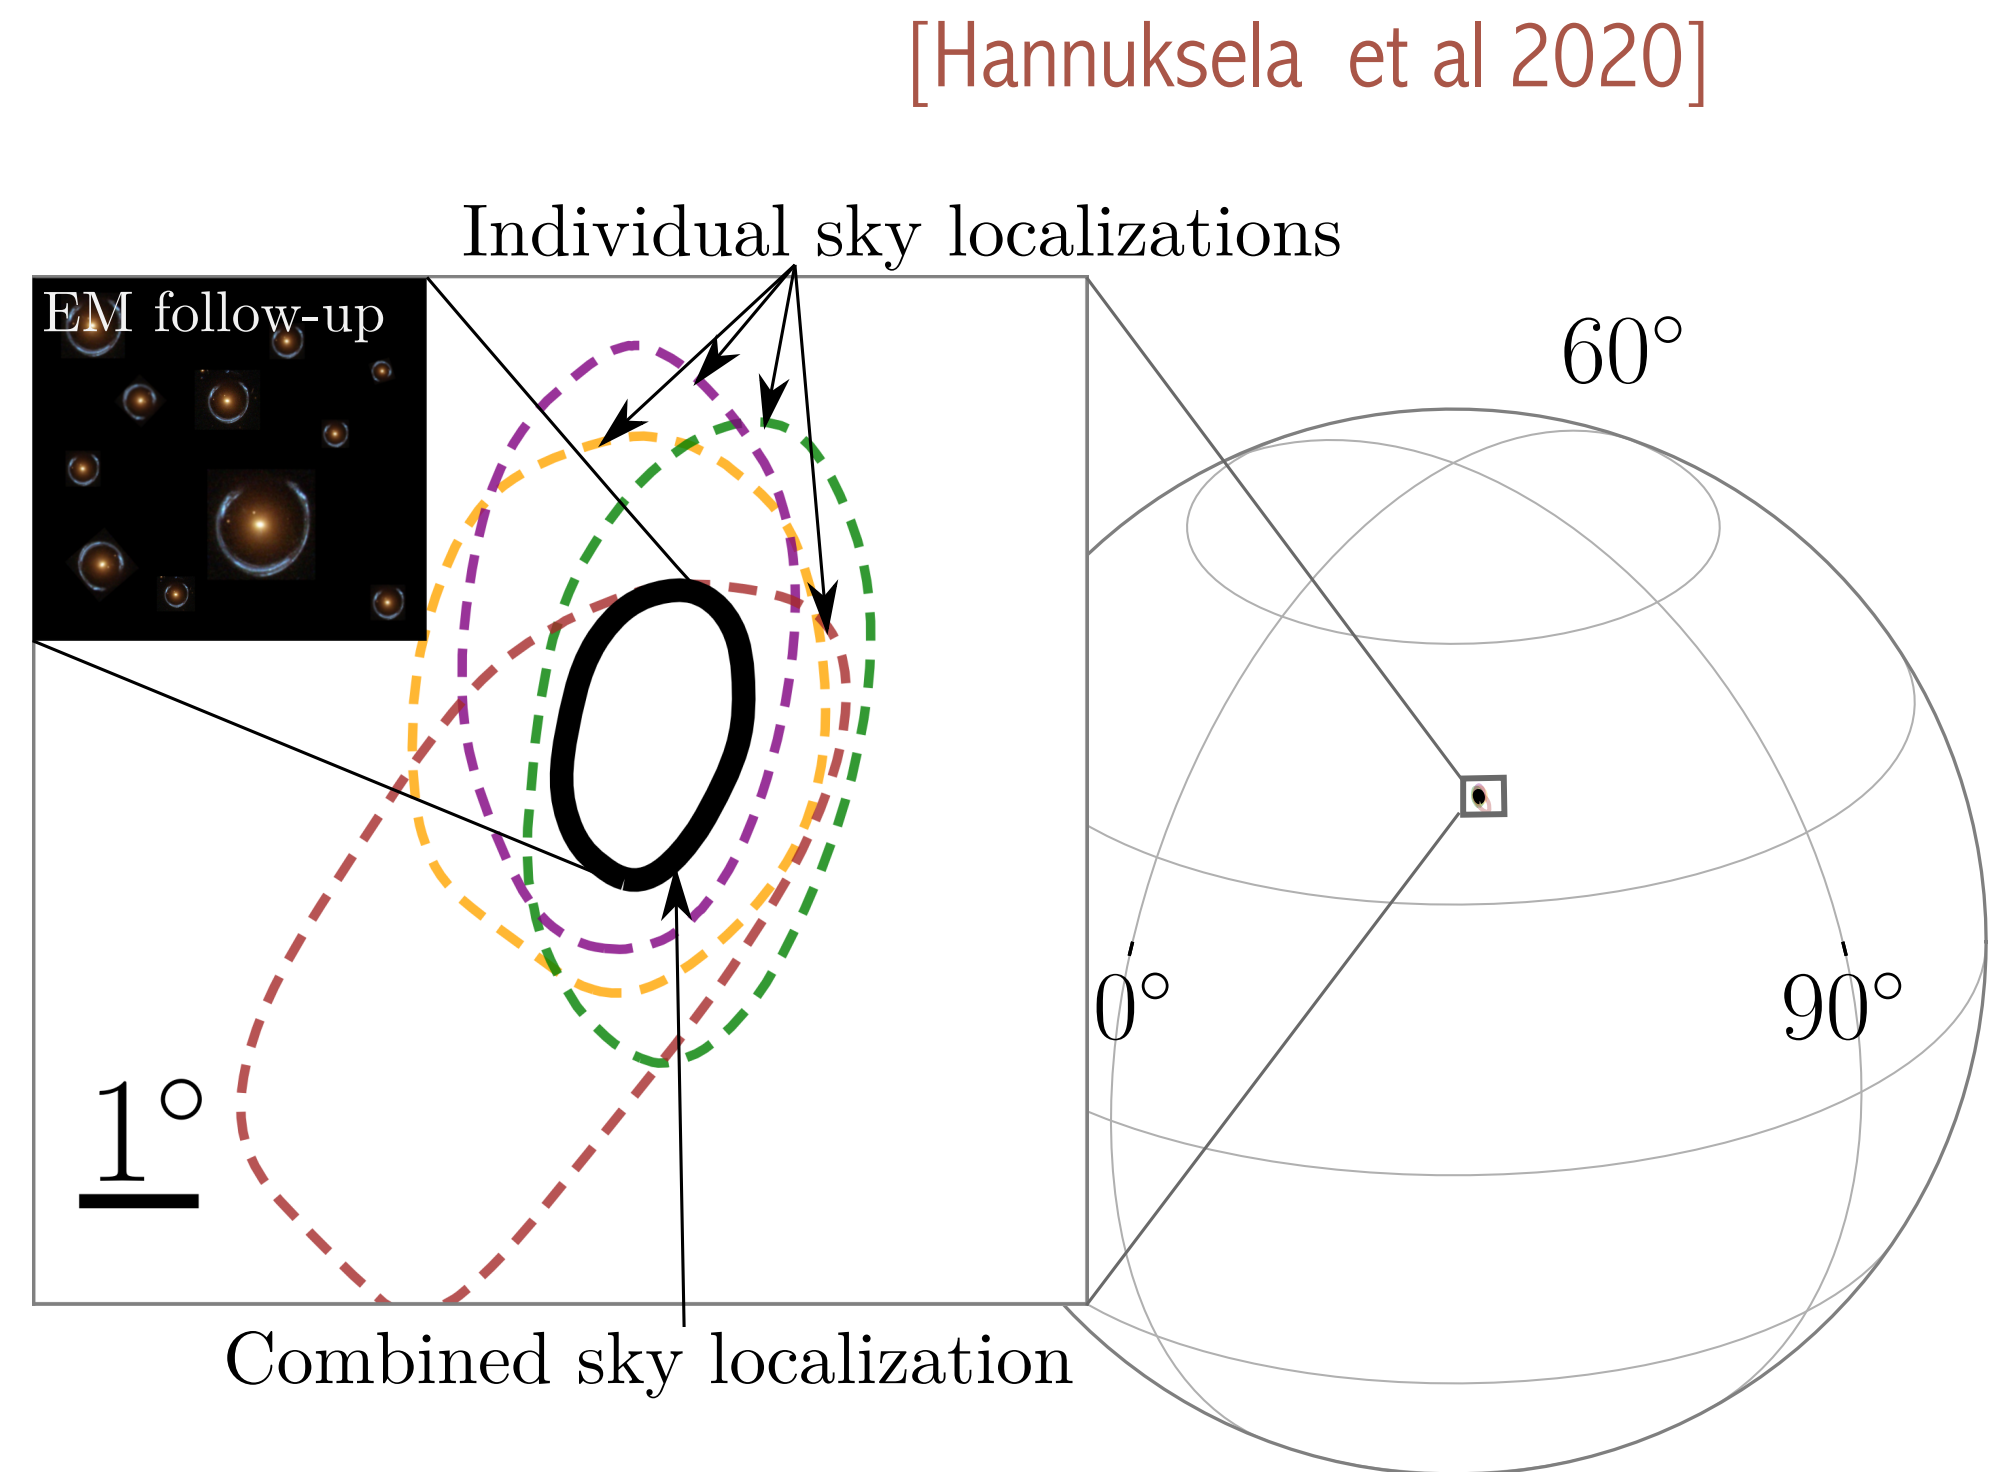 [Hannuksela et al 2020]
Individual sky localizations
EM follow-up
60°
0°
90°
1°
Combined sky localization